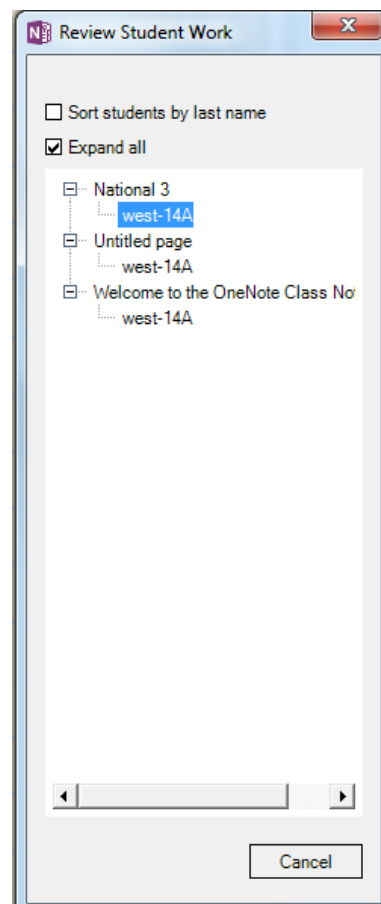 Review Student Work
Sort students by last name
Expand all
National 3
west-14A
Untitled page
west-14A
Welcome to the OneNote Class Not
west-14A
Cancel